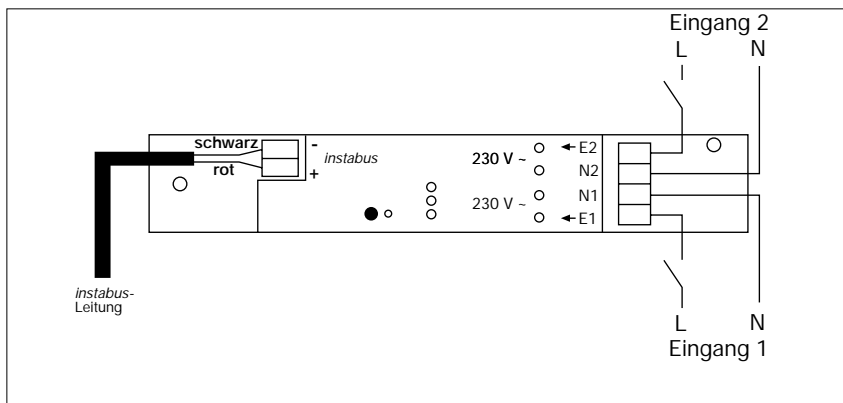 Eingang 2
L N
schwarz
rot
-
+
instabus
230 V ~
230 V ~
E2
N2
N1
E1
instabus-
Leitung
L N
Eingang 1